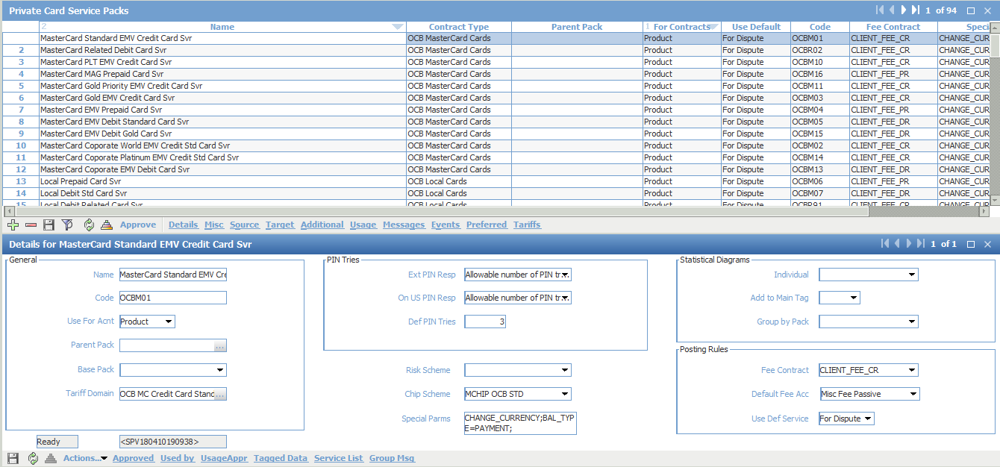 Private Card Service Packs 1 of 94
2 Name Contract Type Parent Pack 1 For Contracts Use Default Code Fee Contract Speci
MasterCard Standard EMV Credit Card Svr OCB MasterCard Cards Product For Dispute OCBM01 CLIENT_FEE_CR CHANGE_CUR
2 MasterCard Related Debit Card Svr OCB MasterCard Cards Product For Dispute OCBR02 CLIENT_FEE_CR CHANGE_CUR
3 MasterCard PLT EMV Credit Card Svr OCB MasterCard Cards Product For Dispute OCBM10 CLIENT_FEE_CR CHANGE_CUR
4 MasterCard MAG Prepaid Card Svr OCB MasterCard Cards Product For Dispute OCBM16 CLIENT_FEE_PR CHANGE_CUR
5 MasterCard Gold Priority EMV Credit Card Svr OCB MasterCard Cards Product For Dispute OCBM11 CLIENT_FEE_CR CHANGE_CUR
6 MasterCard Gold EMV Credit Card Svr OCB MasterCard Cards Product For Dispute OCBM03 CLIENT_FEE_CR CHANGE_CUR
7 MasterCard EMV Prepaid Card Svr OCB MasterCard Cards Product For Dispute OCBM04 CLIENT_FEE_PR CHANGE_CUR
8 MasterCard EMV Debit Standard Card Svr OCB MasterCard Cards Product For Dispute OCBM05 CLIENT_FEE_DR CHANGE_CUR
9 MasterCard EMV Debit Gold Card Svr OCB MasterCard Cards Product For Dispute OCBM15 CLIENT_FEE_DR CHANGE_CUR
10 MasterCard Coporate World EMV Credit Std Card Svr OCB MasterCard Cards Product For Dispute OCBM02 CLIENT_FEE_CR CHANGE_CUR
11 MasterCard Coporate Platinum EMV Credit Std Card Svr OCB MasterCard Cards Product For Dispute OCBM14 CLIENT_FEE_CR CHANGE_CUR
12 MasterCard Coporate EMV Debit Card Svr OCB MasterCard Cards Product For Dispute OCBM13 CLIENT_FEE_DR CHANGE_CUR
13 Local Prepaid Card Svr OCB Local Cards Product For Dispute OCBM06 CLIENT_FEE_PR CHANGE_CUR
14 Local Debit Std Card Svr OCB Local Cards Product For Dispute OCBM07 CLIENT_FEE_DR CHANGE_CUR
15 Local Debit Related Card Svr OCB Local Cards Product For Dispute OCBR91 CLIENT_FEE_CR CHANGE_CUR
Approve Details Misc Source Target Additional Usage Messages Events Preferred Tariffs
Details for MasterCard Standard EMV Credit Card Svr 1 of 1
General
Name MasterCard Standard EMV Cre
Code OCBM01
Use For Acnt Product
Parent Pack ...
Base Pack
Tariff Domain OCB MC Credit Card Stand...
Ready <SPV180410190938>
PIN Tries
Ext PIN Resp Allowable number of PIN tr...
On US PIN Resp Allowable number of PIN tr...
Def PIN Tries 3
Risk Scheme
Chip Scheme MCHIP OCB STD
Special Parms CHANGE_CURRENCY;BAL_TYP
E=PAYMENT;
Statistical Diagrams
Individual
Add to Main Tag
Group by Pack
Posting Rules
Fee Contract CLIENT_FEE_CR
Default Fee Acc Misc Fee Passive
Use Def Service For Dispute
Actions... Approved Used by UsageAppr Tagged Data Service List Group Msg